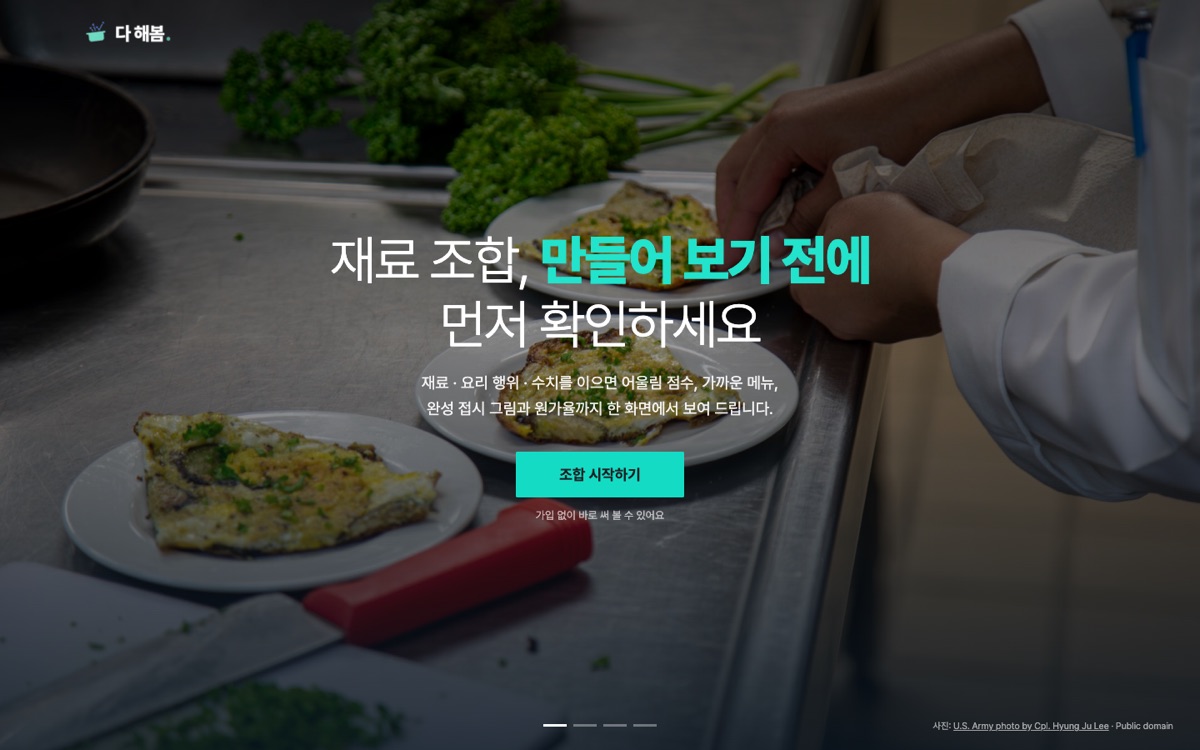 다 해봄.
재료 조합, 만들어 보기 전에
먼저 확인하세요
재료 · 요리 행위 · 수치를 이으면 어울림 점수, 가까운 메뉴,
완성 접시 그림과 원가율까지 한 화면에서 보여 드립니다.
조합 시작하기
가입 없이 바로 써 볼 수 있어요
사진: U.S. Army photo by Cpl. Hyung Ju Lee · Public domain